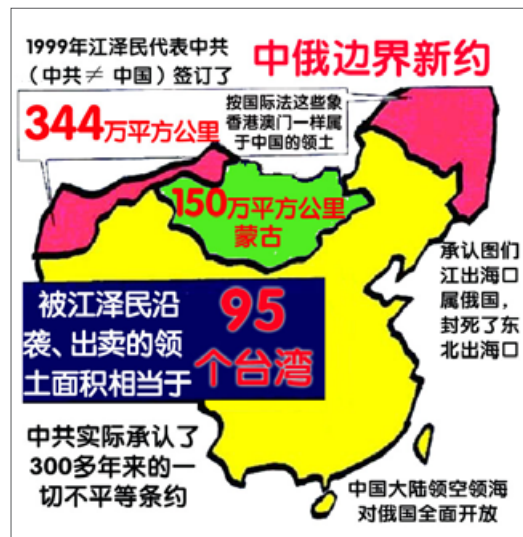 1999年江泽民代表中共
（中共≠ 中国）签订了
中俄边界新约
344万平方公里
按国际法这些象
香港澳门一样属
于中国的领土
150万平方公里
蒙古
承认图们
江出海口
属俄国，
封死了东
北出海口
被江泽民沿
袭、出卖的领
土面积相当于
95
个台湾
中共实际承认了
300多年来的一
切不平等条约
中国大陆领空领海
对俄国全面开放